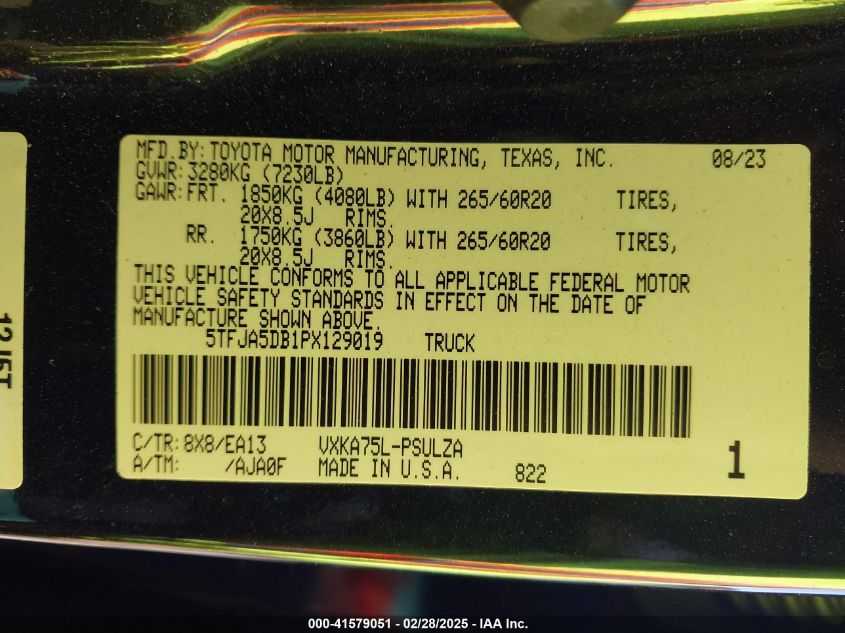 MFD.BY:TOYOTA MOTOR MANUFACTURING, TEXAS, INC. 08/23
GVWR:3280KG (7230LB)
GAWR:FRT. 1850KG (4080LB) WITH 265/60R20 TIRES,
20X8.5J RIMS.
RR. 1750KG (3860LB) WITH 265/60R20 TIRES,
20X8.5J RIMS.
THIS VEHICLE CONFORMS TO ALL APPLICABLE FEDERAL MOTOR
VEHICLE SAFETY STANDARDS IN EFFECT ON THE DATE OF
MANUFACTURE SHOWN ABOVE.
5TFJA5DB1PX129019 TRUCK
C/TR:8X8/EA13 VXKA75L-PSULZA
A/TM: /AJA0F MADE IN U.S.A. 822 1
000-41579051 - 02/28/2025 - IAA Inc.